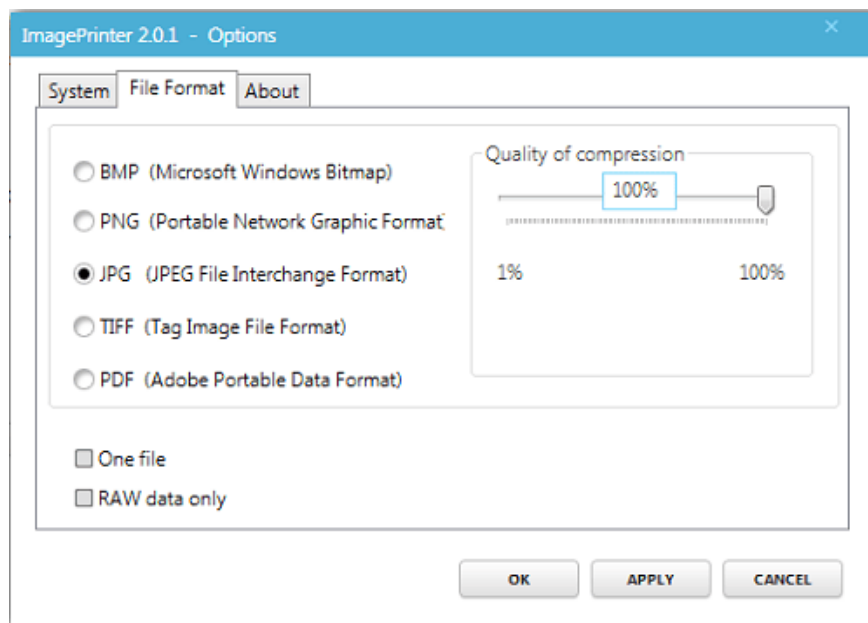 ImagePrinter 2.0.1 - Options
System File Format About
BMP (Microsoft Windows Bitmap)
PNG (Portable Network Graphic Format)
JPG (JPEG File Interchange Format)
TIFF (Tag Image File Format)
PDF (Adobe Portable Data Format)
Quality of compression
100%
1% 100%
One file
RAW data only
OK APPLY CANCEL